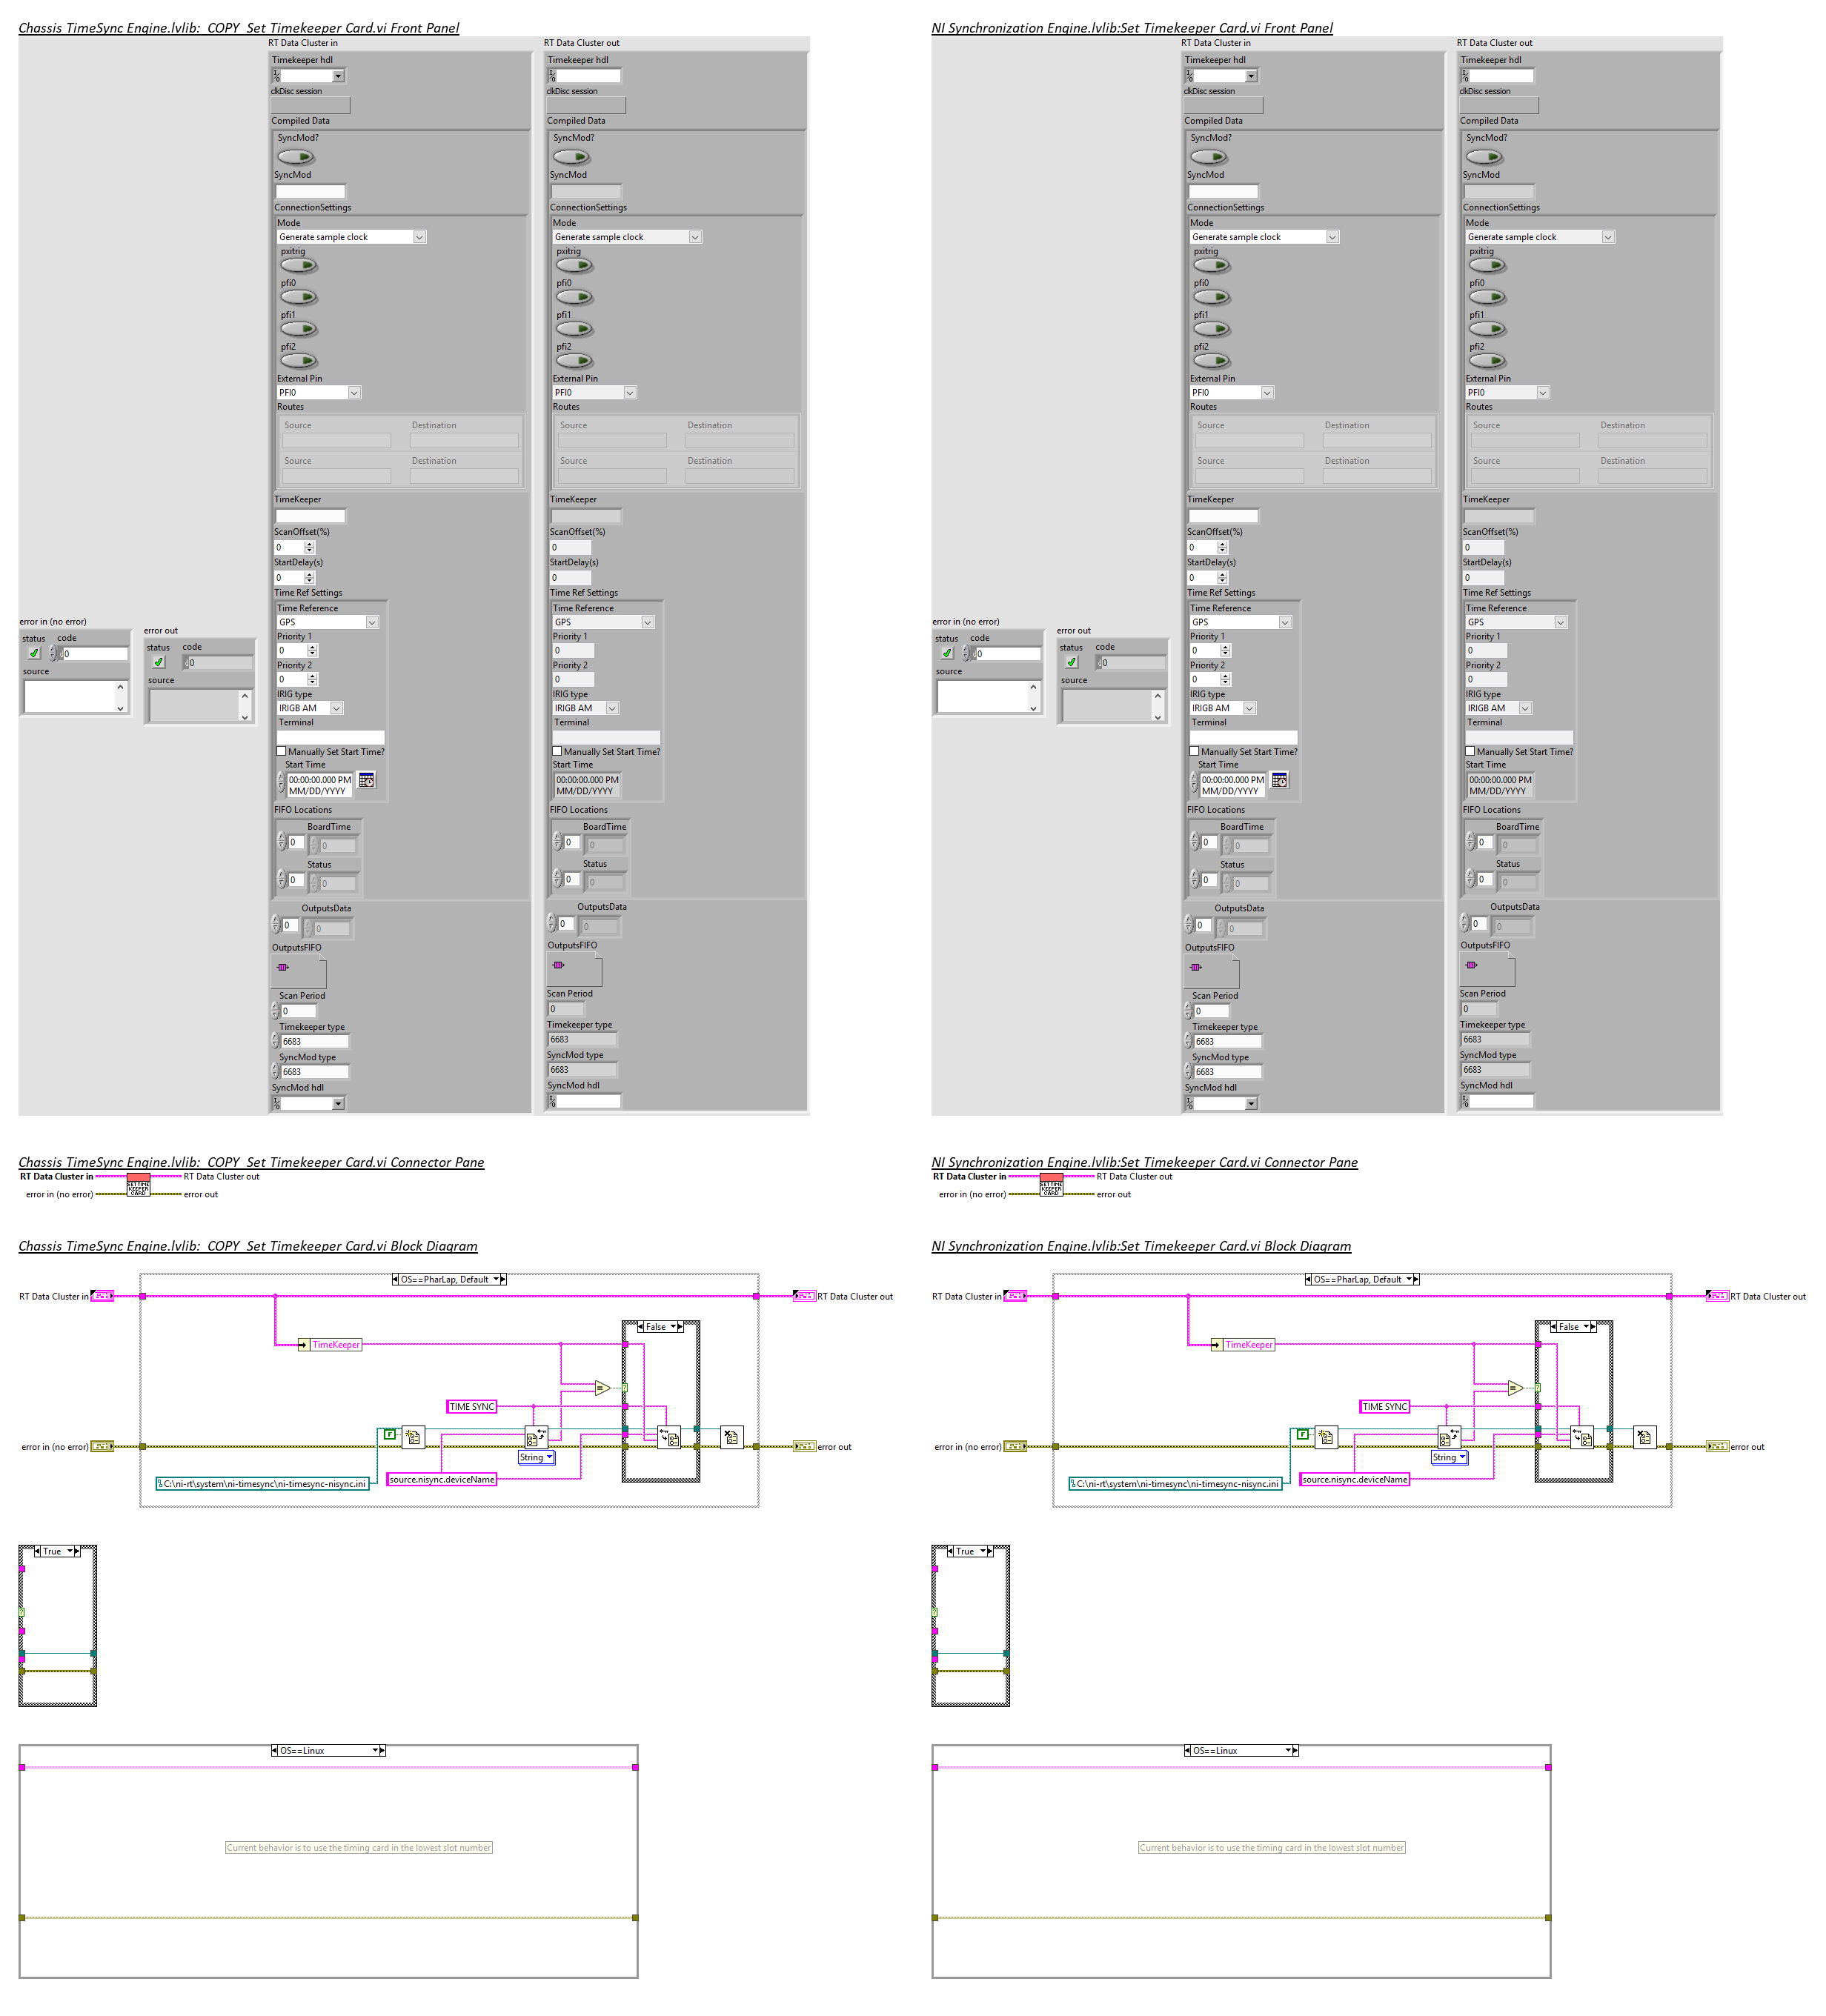 Chassis TimeSync Engine.lvlib:_COPY_Set Timekeeper Card.vi Front Panel
RT Data Cluster in
RT Data Cluster out
Timekeeper hdl
Timekeeper hdl
clkDisc session
clkDisc session
Compiled Data
Compiled Data
SyncMod?
SyncMod?
SyncMod
SyncMod
ConnectionSettings
ConnectionSettings
Mode
Mode
Generate sample clock
Generate sample clock
pxitrig
pxitrig
pfi0
pfi0
pfi1
pfi1
pfi2
pfi2
External Pin
External Pin
PFI0
PFI0
Routes
Routes
Source Destination
Source Destination
Source Destination
Source Destination
TimeKeeper
TimeKeeper
ScanOffset(%)
ScanOffset(%)
0
0
StartDelay(s)
StartDelay(s)
0
0
Time Ref Settings
Time Ref Settings
Time Reference
Time Reference
GPS
GPS
error in (no error)
status code
0
source
error out
status code
0
source
Priority 1
Priority 1
0
0
Priority 2
Priority 2
0
0
IRIG type
IRIG type
IRIGB AM
IRIGB AM
Terminal
Terminal
Manually Set Start Time?
Manually Set Start Time?
Start Time
Start Time
00:00:00.000 PM
MM/DD/YYYY
00:00:00.000 PM
MM/DD/YYYY
FIFO Locations
FIFO Locations
BoardTime
BoardTime
0 0
0 0
Status
Status
0 0
0 0
OutputsData
OutputsData
0 0
0 0
OutputsFIFO
OutputsFIFO
Scan Period
Scan Period
0
0
Timekeeper type
Timekeeper type
6683
6683
SyncMod type
SyncMod type
6683
6683
SyncMod hdl
SyncMod hdl
Chassis TimeSync Engine.lvlib:_COPY_Set Timekeeper Card.vi Connector Pane
RT Data Cluster in
SET TIME
KEEPER
CARD
RT Data Cluster out
error in (no error)
error out
Chassis TimeSync Engine.lvlib:_COPY_Set Timekeeper Card.vi Block Diagram
OS==PharLap, Default
RT Data Cluster in
RT Data Cluster out
False
TimeKeeper
TIME SYNC
error in (no error)
error out
String
source.nisync.deviceName
C:\ni-rt\system\ni-timesync\ni-timesync-nisync.ini
True
OS==Linux
Current behavior is to use the timing card in the lowest slot number
NI Synchronization Engine.lvlib:Set Timekeeper Card.vi Front Panel
RT Data Cluster in
RT Data Cluster out
Timekeeper hdl
Timekeeper hdl
clkDisc session
clkDisc session
Compiled Data
Compiled Data
SyncMod?
SyncMod?
SyncMod
SyncMod
ConnectionSettings
ConnectionSettings
Mode
Mode
Generate sample clock
Generate sample clock
pxitrig
pxitrig
pfi0
pfi0
pfi1
pfi1
pfi2
pfi2
External Pin
External Pin
PFI0
PFI0
Routes
Routes
Source Destination
Source Destination
Source Destination
Source Destination
TimeKeeper
TimeKeeper
ScanOffset(%)
ScanOffset(%)
0
0
StartDelay(s)
StartDelay(s)
0
0
Time Ref Settings
Time Ref Settings
Time Reference
Time Reference
GPS
GPS
error in (no error)
status code
0
source
error out
status code
0
source
Priority 1
Priority 1
0
0
Priority 2
Priority 2
0
0
IRIG type
IRIG type
IRIGB AM
IRIGB AM
Terminal
Terminal
Manually Set Start Time?
Manually Set Start Time?
Start Time
Start Time
00:00:00.000 PM
MM/DD/YYYY
00:00:00.000 PM
MM/DD/YYYY
FIFO Locations
FIFO Locations
BoardTime
BoardTime
0 0
0 0
Status
Status
0 0
0 0
OutputsData
OutputsData
0 0
0 0
OutputsFIFO
OutputsFIFO
Scan Period
Scan Period
0
0
Timekeeper type
Timekeeper type
6683
6683
SyncMod type
SyncMod type
6683
6683
SyncMod hdl
SyncMod hdl
NI Synchronization Engine.lvlib:Set Timekeeper Card.vi Connector Pane
RT Data Cluster in
SET TIME
KEEPER
CARD
RT Data Cluster out
error in (no error)
error out
NI Synchronization Engine.lvlib:Set Timekeeper Card.vi Block Diagram
OS==PharLap, Default
RT Data Cluster in
RT Data Cluster out
False
TimeKeeper
TIME SYNC
error in (no error)
error out
String
source.nisync.deviceName
C:\ni-rt\system\ni-timesync\ni-timesync-nisync.ini
True
OS==Linux
Current behavior is to use the timing card in the lowest slot number